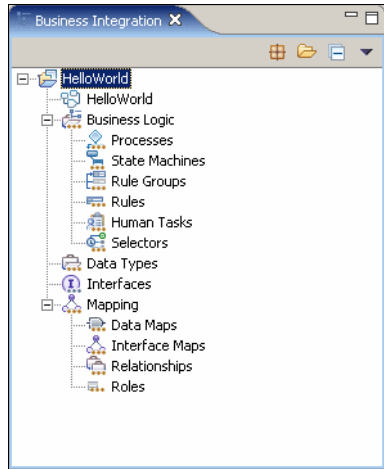 Business Integration
HelloWorld
HelloWorld
Business Logic
Processes
State Machines
Rule Groups
Rules
Human Tasks
Selectors
Data Types
Interfaces
Mapping
Data Maps
Interface Maps
Relationships
Roles